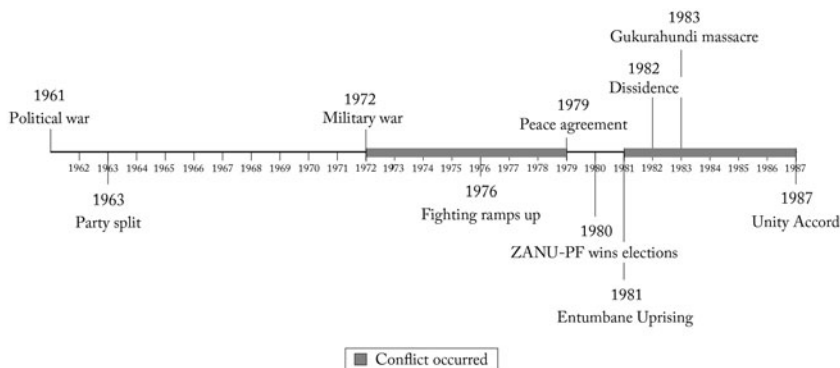 1983
Gukurahundi massacre
1982
Dissidence
1961
Political war
1972
Military war
1979
Peace agreement
1962 1963 1964 1965 1966 1967 1968 1969 1970 1971 1972 1973 1974 1975 1976 1977 1978 1979 1980 1981 1982 1983 1984 1985 1986 1987
1963
Party split
1976
Fighting ramps up
1980
ZANU-PF wins elections
1981
Entumbane Uprising
1987
Unity Accord
Conflict occurred